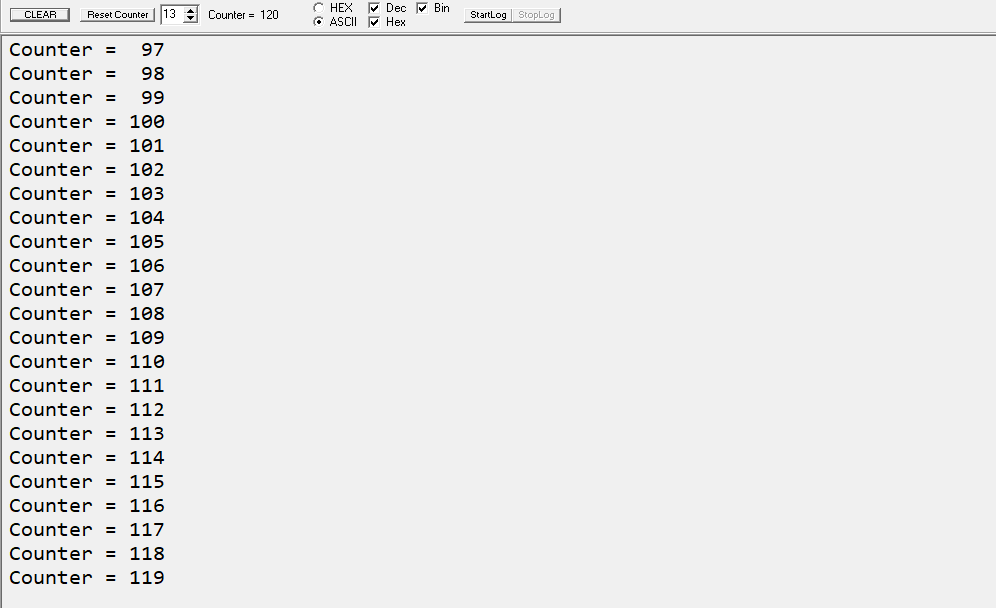 CLEAR Reset Counter 13 Counter = 120 HEX Dec Bin StartLog StopLog
ASCII Hex
Counter =  97
Counter =  98
Counter =  99
Counter = 100
Counter = 101
Counter = 102
Counter = 103
Counter = 104
Counter = 105
Counter = 106
Counter = 107
Counter = 108
Counter = 109
Counter = 110
Counter = 111
Counter = 112
Counter = 113
Counter = 114
Counter = 115
Counter = 116
Counter = 117
Counter = 118
Counter = 119